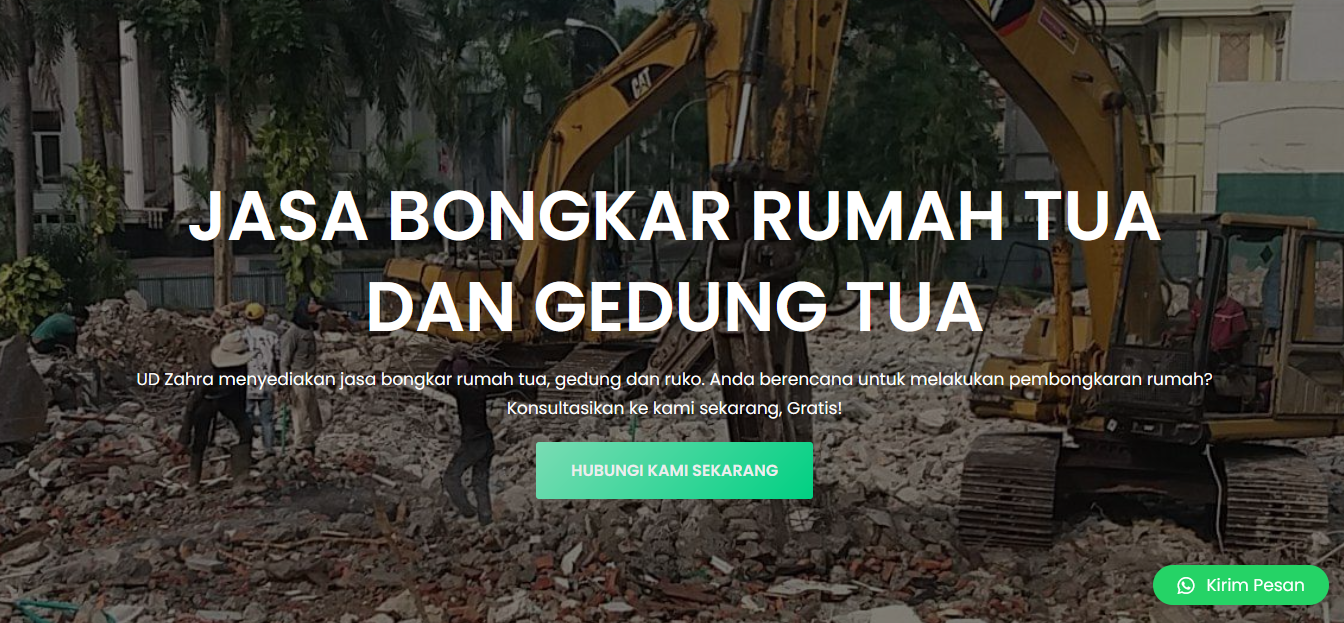 CAT
JASA BONGKAR RUMAH TUA
DAN GEDUNG TUA
UD Zahra menyediakan jasa bongkar rumah tua, gedung dan ruko. Anda berencana untuk melakukan pembongkaran rumah?
Konsultasikan ke kami sekarang, Gratis!
HUBUNGI KAMI SEKARANG
Kirim Pesan